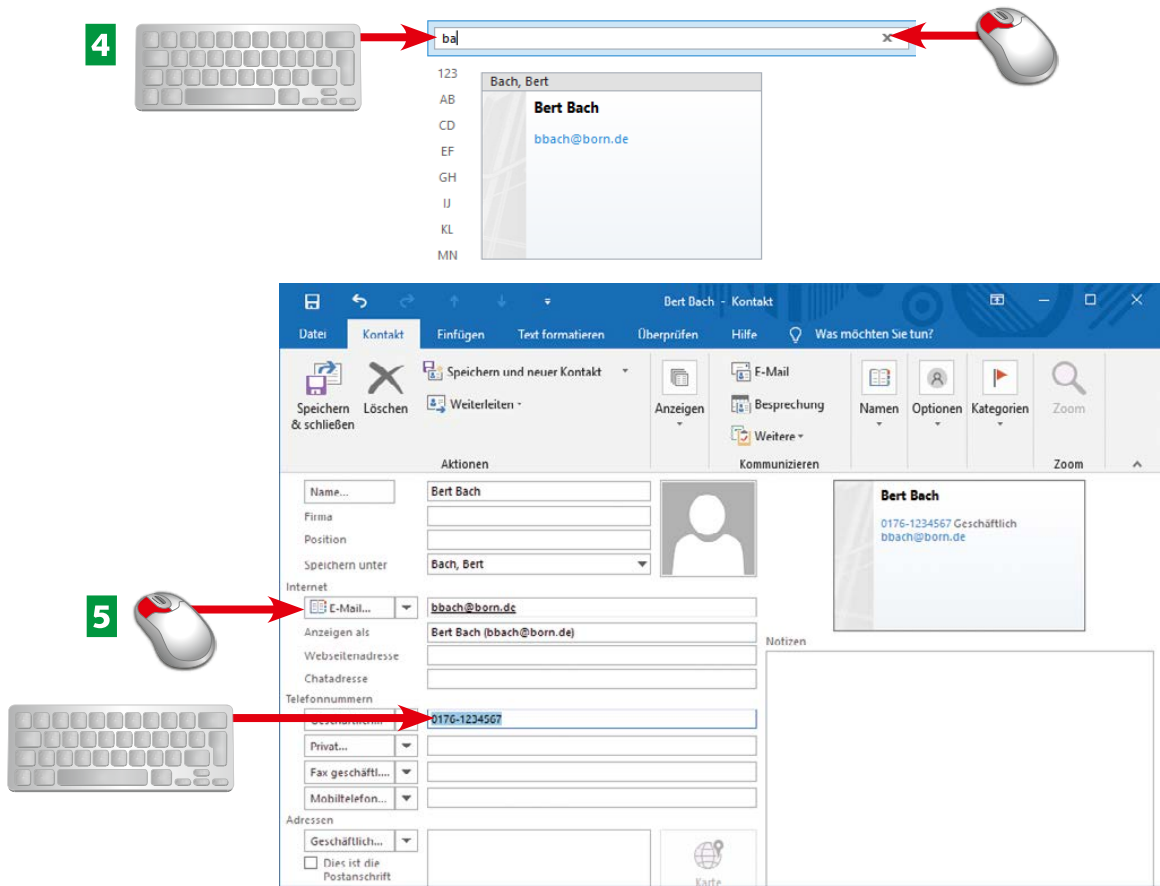 4
ba
123
AB
CD
EF
GH
IJ
KL
MN
Bach, Bert
Bert Bach
bbach@born.de
Bert Bach - Kontakt
Datei Kontakt Einfügen Text formatieren Überprüfen Hilfe Was möchten Sie tun?
Speichern & schließen
Löschen
Speichern und neuer Kontakt
Weiterleiten
Aktionen
Anzeigen
E-Mail
Besprechung
Weitere
Kommunizieren
Namen
Optionen
Kategorien
Zoom
Zoom
Name... Bert Bach
Firma
Position
Speichern unter Bach, Bert
Internet
5
E-Mail... bbach@born.de
Anzeigen als Bert Bach (bbach@born.de)
Webseitenadresse
Chatadresse
Telefonnummern
Geschäftlich... 0176-1234567
Privat...
Fax geschäftl....
Mobiltelefon...
Adressen
Geschäftlich...
Dies ist die
Postanschrift
Karte
Bert Bach
0176-1234567 Geschäftlich
bbach@born.de
Notizen